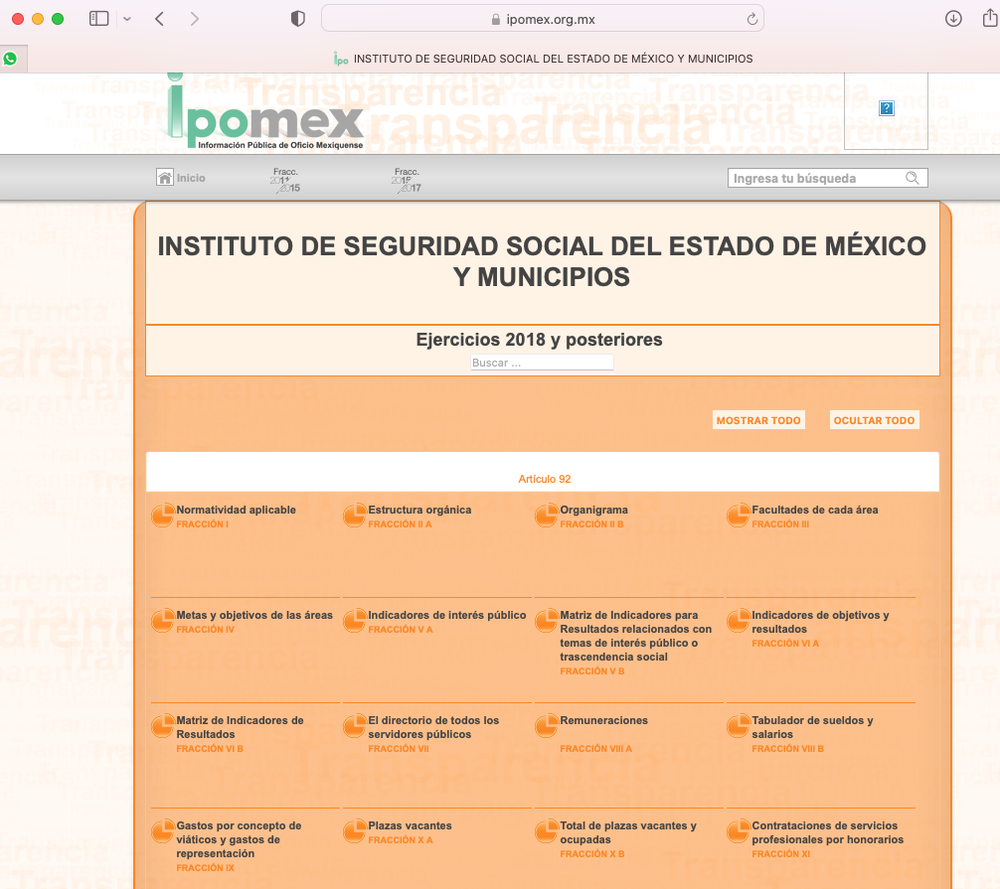 ipomex.org.mx
ipo INSTITUTO DE SEGURIDAD SOCIAL DEL ESTADO DE MÉXICO Y MUNICIPIOS
Transparencia
ipomex
Información Pública de Oficio Mexiquense
?
Inicio
Fracc.
2015
Fracc.
2017
Ingresa tu búsqueda
INSTITUTO DE SEGURIDAD SOCIAL DEL ESTADO DE MÉXICO
Y MUNICIPIOS
Ejercicios 2018 y posteriores
Buscar ...
MOSTRAR TODO OCULTAR TODO
Artículo 92
Normatividad aplicable
FRACCIÓN I
Estructura orgánica
FRACCIÓN II A
Organigrama
FRACCIÓN II B
Facultades de cada área
FRACCIÓN III
Metas y objetivos de las áreas
FRACCIÓN IV
Indicadores de interés público
FRACCIÓN V A
Matriz de Indicadores para
Resultados relacionados con
temas de interés público o
trascendencia social
FRACCIÓN V B
Indicadores de objetivos y
resultados
FRACCIÓN VI A
Matriz de Indicadores de
Resultados
FRACCIÓN VI B
El directorio de todos los
servidores públicos
FRACCIÓN VII
Remuneraciones
FRACCIÓN VIII A
Tabulador de sueldos y
salarios
FRACCIÓN VIII B
Gastos por concepto de
viáticos y gastos de
representación
FRACCIÓN IX
Plazas vacantes
FRACCIÓN X A
Total de plazas vacantes y
ocupadas
FRACCIÓN X B
Contrataciones de servicios
profesionales por honorarios
FRACCIÓN XI